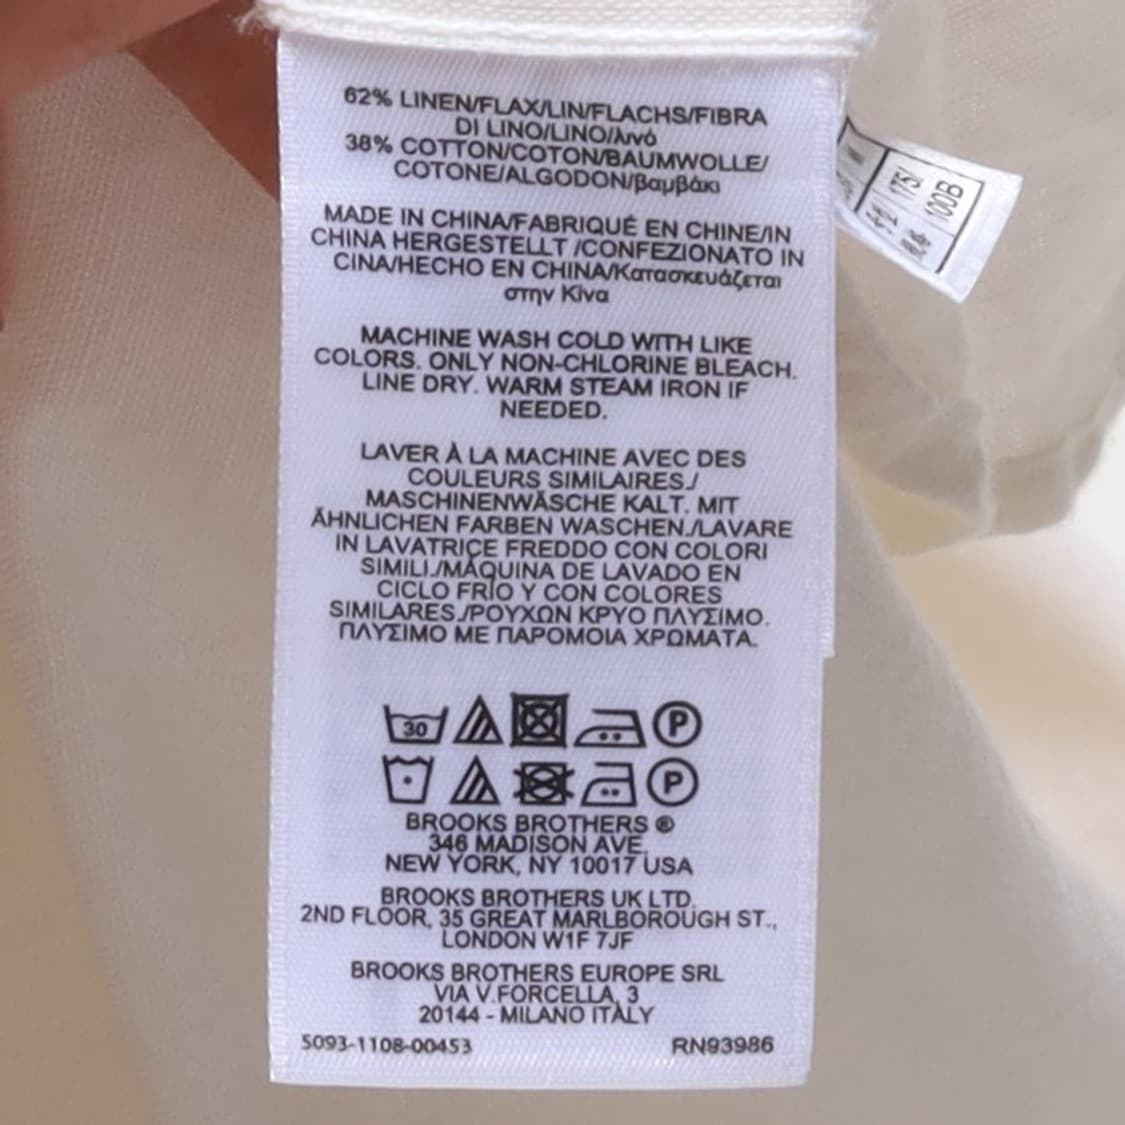 62% LINEN/FLAX/LIN/FLACHS/FIBRA
DI LINO/LINO/λινό
38% COTTON/COTON/BAUMWOLLE/
COTONE/ALGODON/βαμβάκι
MADE IN CHINA/FABRIQUÉ EN CHINE/IN
CHINA HERGESTELLT /CONFEZIONATO IN
CINA/HECHO EN CHINA/Κατασκευάζεται
στην Κίνα
MACHINE WASH COLD WITH LIKE
COLORS. ONLY NON-CHLORINE BLEACH.
LINE DRY. WARM STEAM IRON IF
NEEDED.
LAVER À LA MACHINE AVEC DES
COULEURS SIMILAIRES./
MASCHINENWÄSCHE KALT. MIT
ÄHNLICHEN FARBEN WASCHEN./LAVARE
IN LAVATRICE FREDDO CON COLORI
SIMILI./MÁQUINA DE LAVADO EN
CICLO FRÍO Y CON COLORES
SIMILARES./ΡΟΥΧΩΝ ΚΡΥΟ ΠΛΥΣΙΜΟ.
ΠΛΥΣΙΜΟ ΜΕ ΠΑΡΟΜΟΙΑ ΧΡΩΜΑΤΑ.
30 P
P
BROOKS BROTHERS ®
346 MADISON AVE.
NEW YORK, NY 10017 USA
BROOKS BROTHERS UK LTD.
2ND FLOOR, 35 GREAT MARLBOROUGH ST.,
LONDON W1F 7JF
BROOKS BROTHERS EUROPE SRL
VIA V.FORCELLA, 3
20144 - MILANO ITALY
5093-1108-00453 RN93986
175/
100B